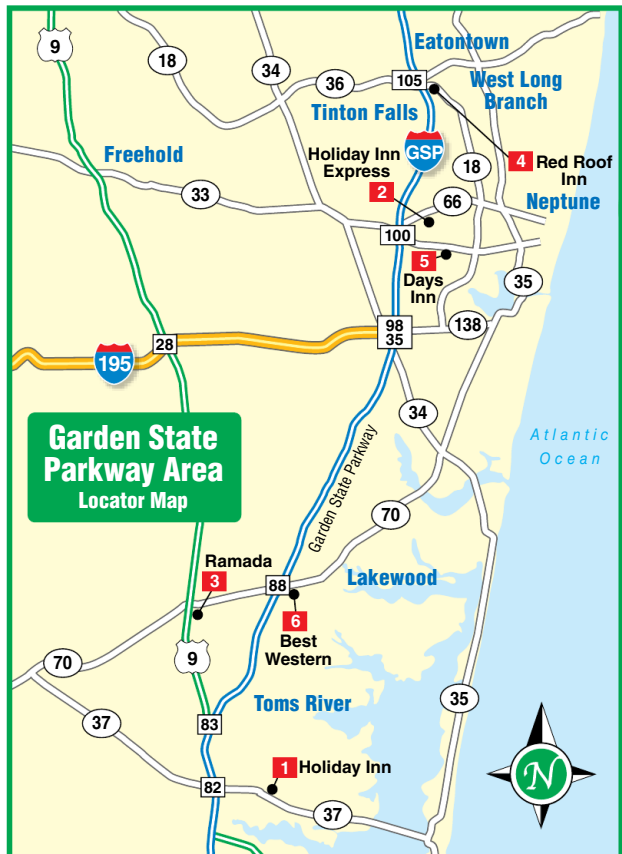 Eatontown
9
18
34
36
105
West Long
Branch
Tinton Falls
GSP
Freehold
Holiday Inn
Express
2
18
4
Red Roof
Inn
33
66
Neptune
100
5
Days
Inn
35
98
35
138
28
195
34
Garden State
Parkway Area
Locator Map
Atlantic
Ocean
Garden State Parkway
70
Ramada
3
88
Lakewood
6
Best
Western
9
70
Toms River
35
37
83
1
Holiday Inn
82
37
N